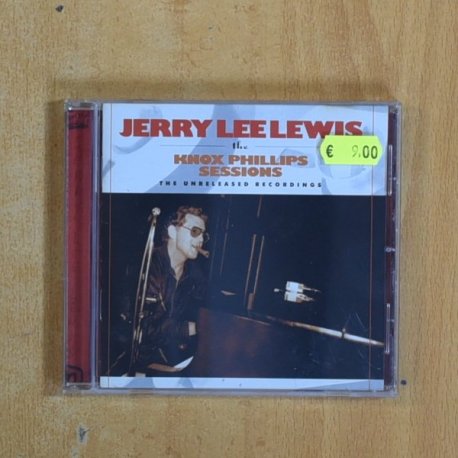 JERRY LEE LEWIS
the
€ 9.00
KNOX PHILLIPS
SESSIONS
THE UNRELEASED RECORDINGS